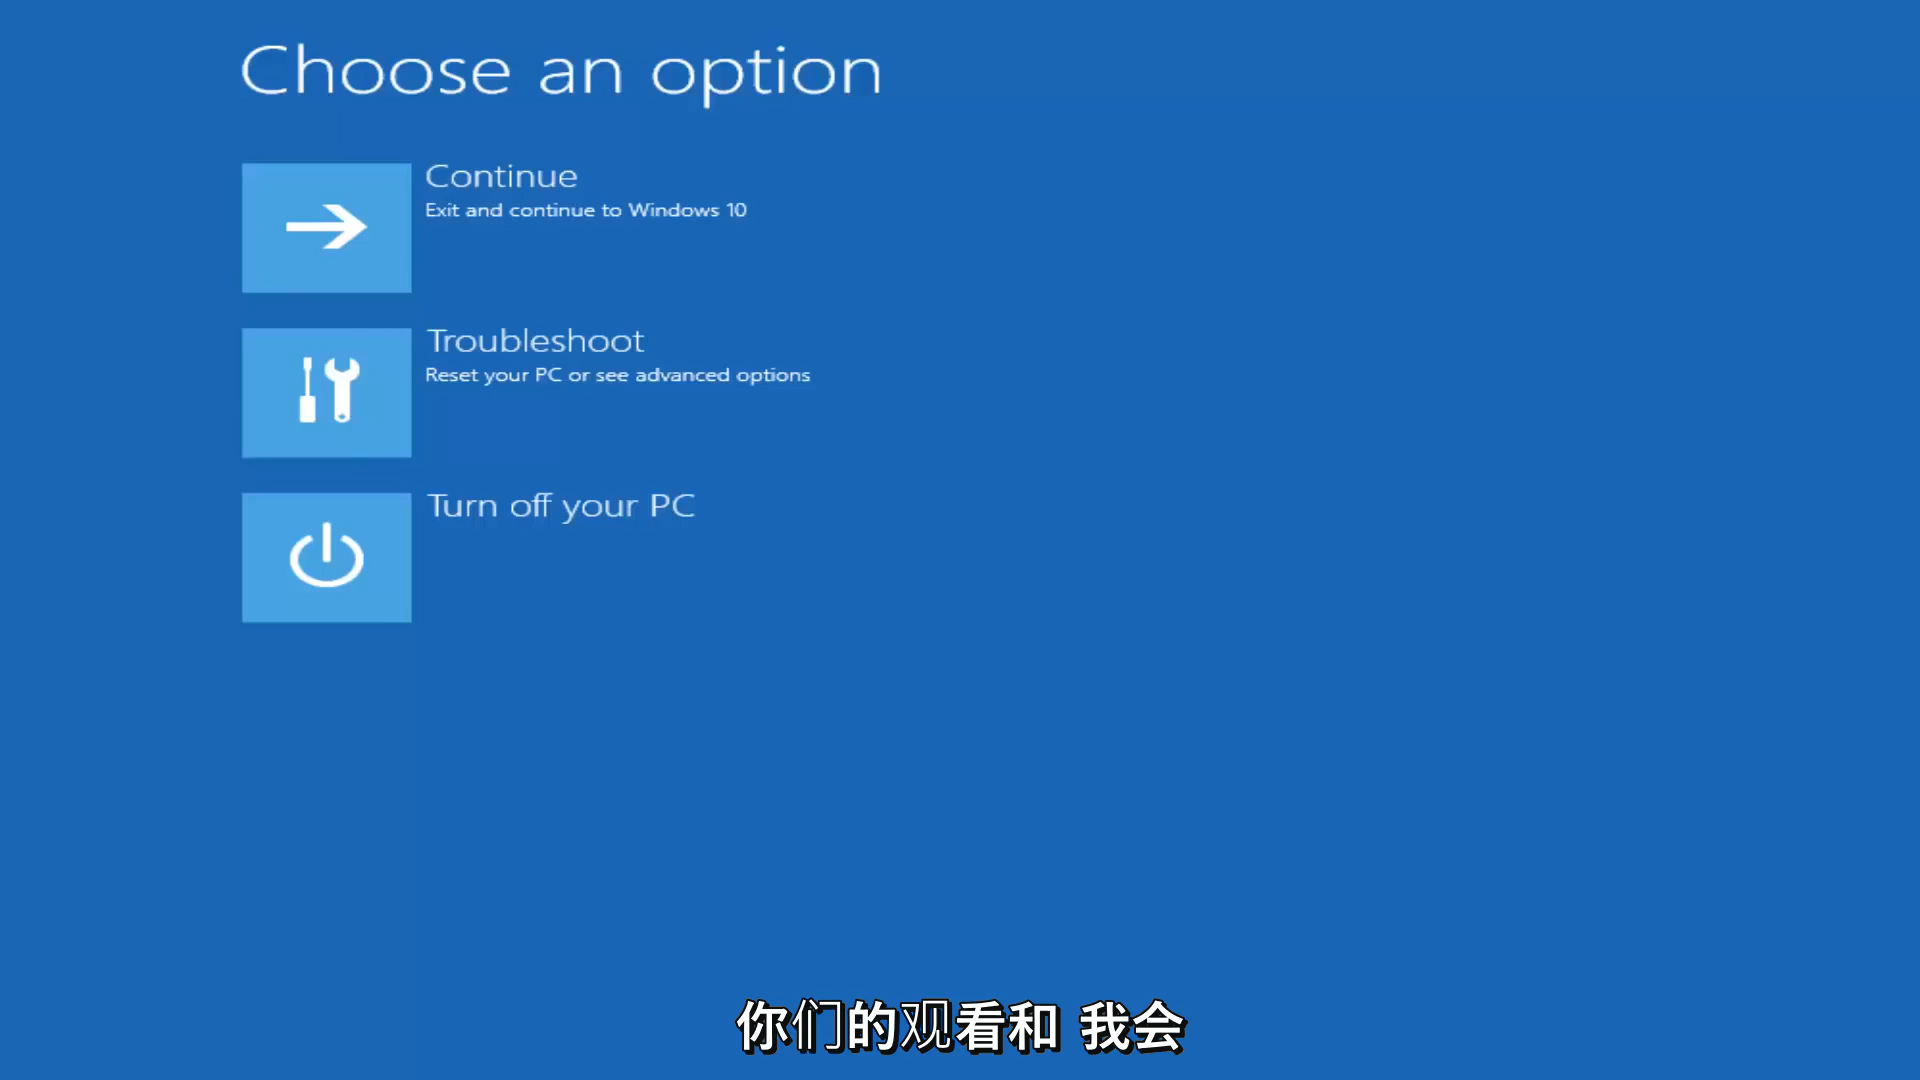 Choose an option
Continue
Exit and continue to Windows 10
Troubleshoot
Reset your PC or see advanced options
Turn off your PC
你们的观看和 我会